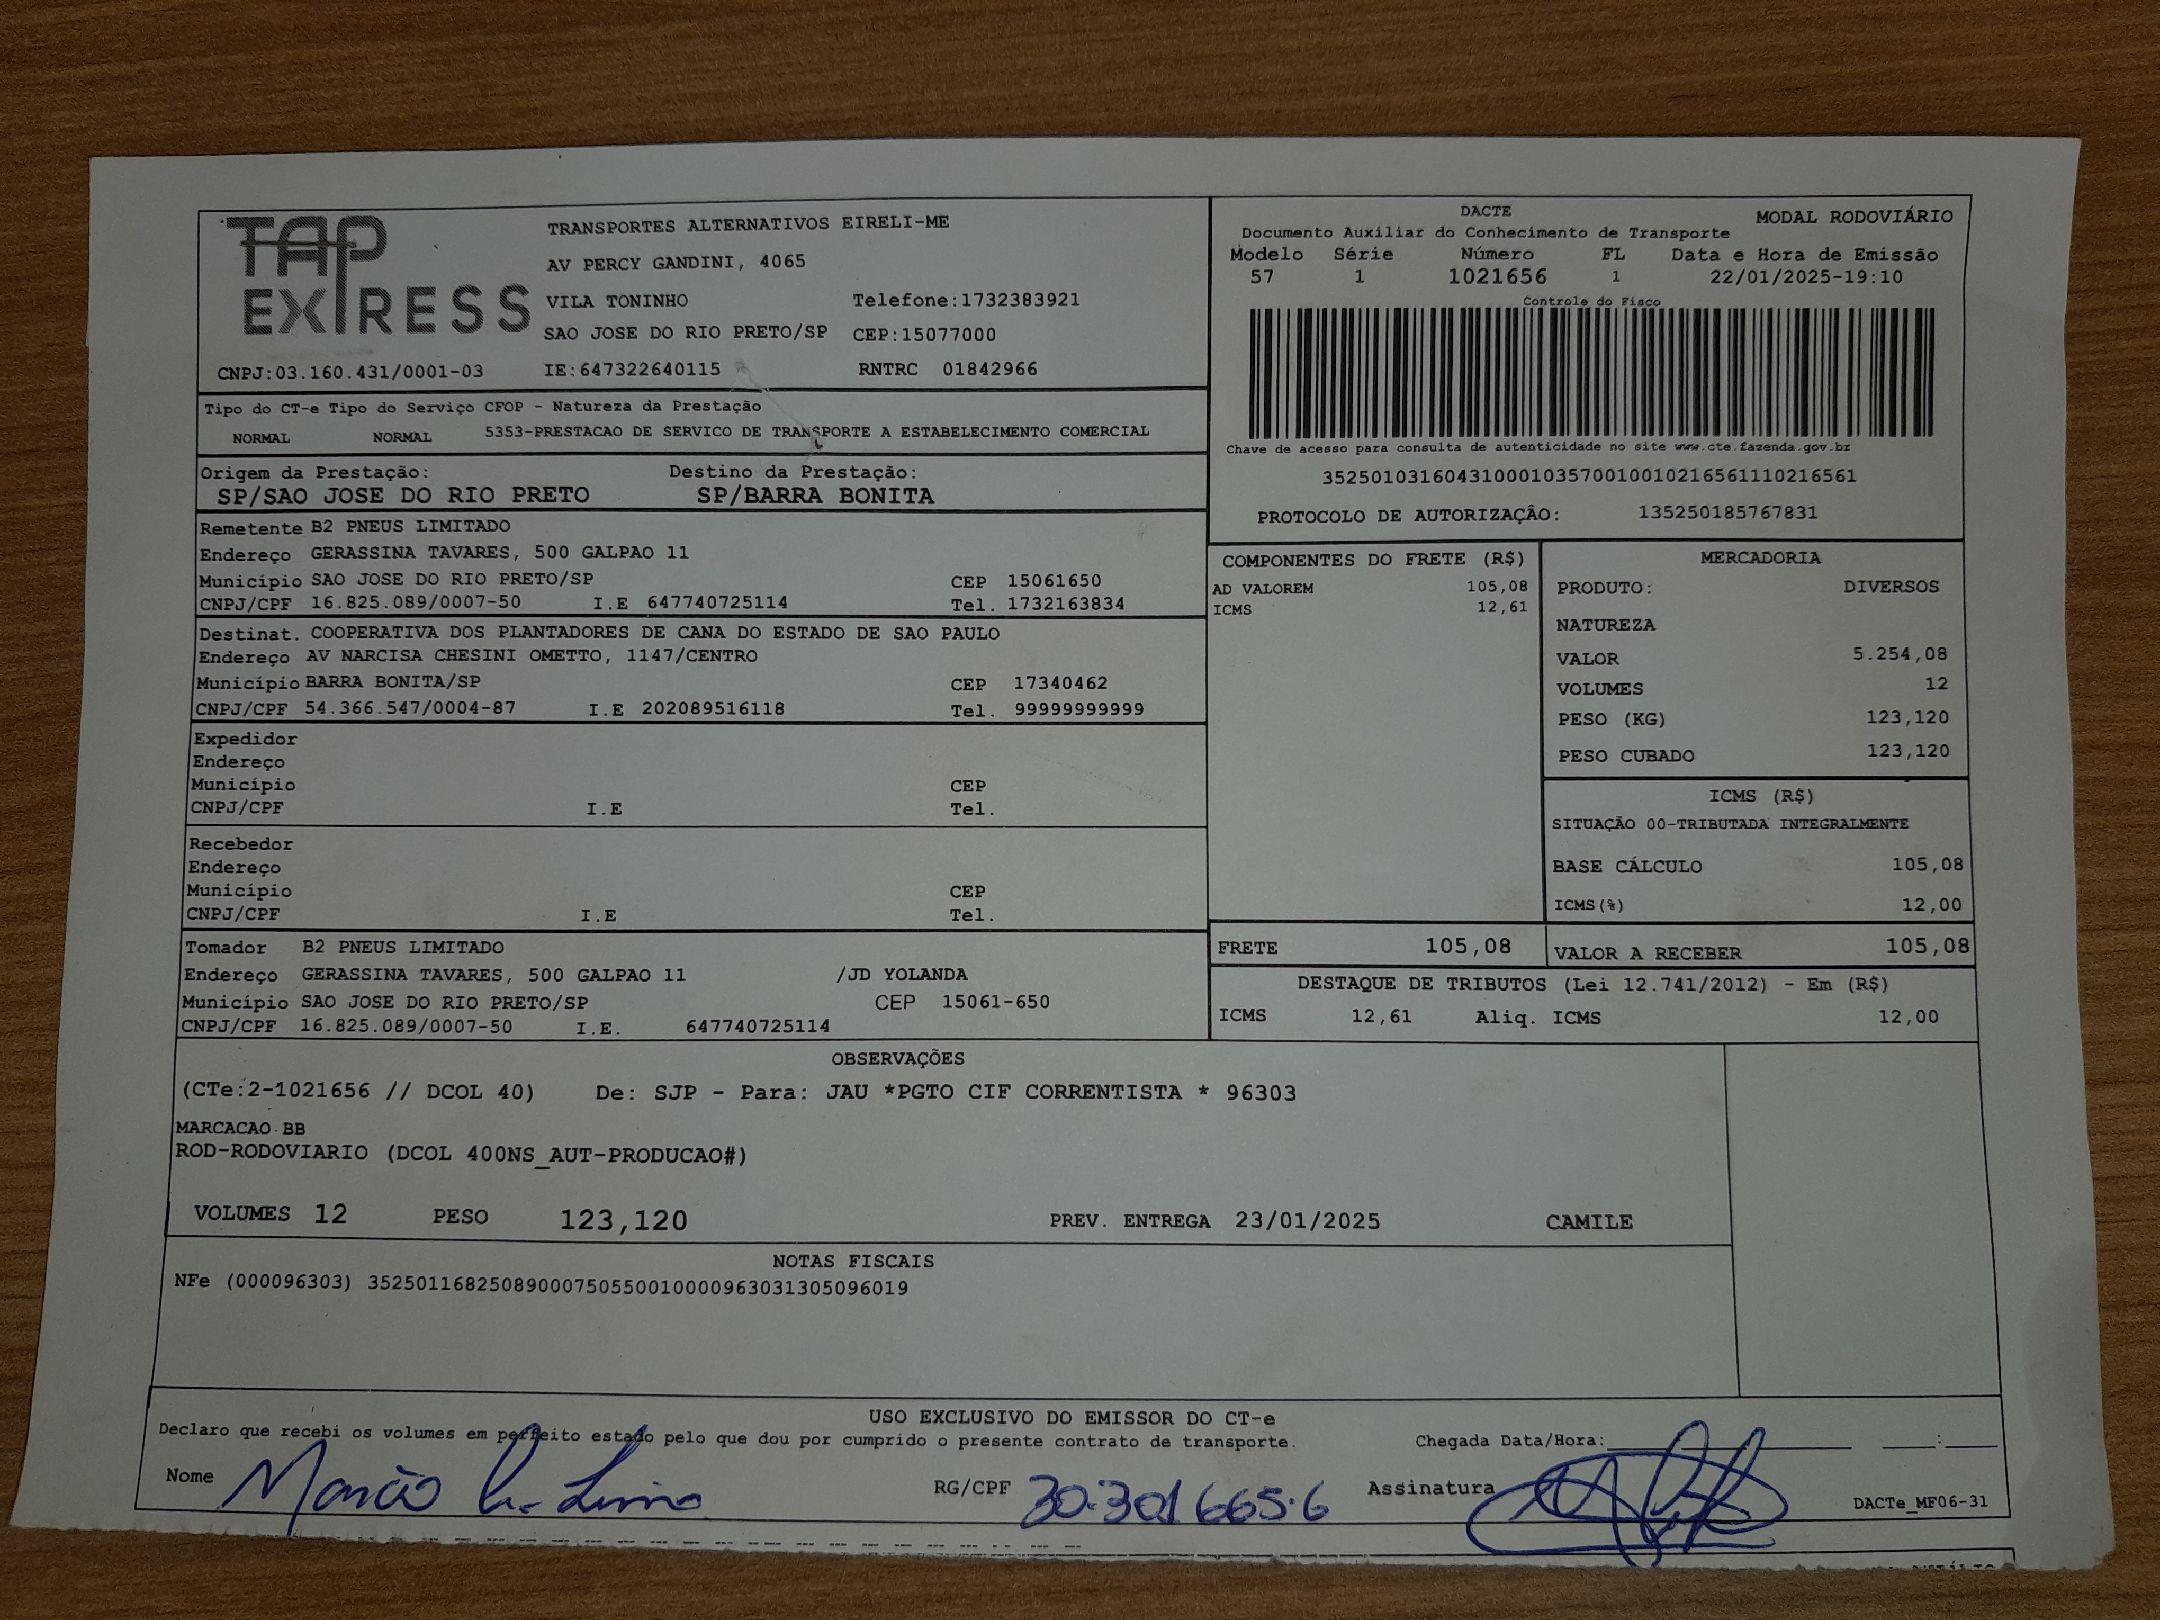 TAP EXPRESS
TRANSPORTES ALTERNATIVOS EIRELI-ME
AV PERCY GANDINI, 4065
VILA TONINHO Telefone:1732383921
SAO JOSE DO RIO PRETO/SP CEP:15077000
CNPJ:03.160.431/0001-03 IE:647322640115 RNTRC 01842966
DACTE MODAL RODOVIÁRIO
Documento Auxiliar do Conhecimento de Transporte
Modelo Série Número FL Data e Hora de Emissão
57 1 1021656 1 22/01/2025-19:10
Controle do Fisco
Chave de acesso para consulta de autenticidade no site www.cte.fazenda.gov.br
35250103160431000103570010010216561110216561
PROTOCOLO DE AUTORIZAÇÂO: 135250185767831
Tipo do CT-e Tipo do Serviço CFOP - Natureza da Prestação
NORMAL NORMAL 5353-PRESTACAO DE SERVICO DE TRANSPORTE A ESTABELECIMENTO COMERCIAL
Origem da Prestação: Destino da Prestação:
SP/SAO JOSE DO RIO PRETO SP/BARRA BONITA
Remetente B2 PNEUS LIMITADO
Endereço GERASSINA TAVARES, 500 GALPAO 11
Município SAO JOSE DO RIO PRETO/SP CEP 15061650
CNPJ/CPF 16.825.089/0007-50 I.E 647740725114 Tel. 1732163834
Destinat. COOPERATIVA DOS PLANTADORES DE CANA DO ESTADO DE SAO PAULO
Endereço AV NARCISA CHESINI OMETTO, 1147/CENTRO
Município BARRA BONITA/SP CEP 17340462
CNPJ/CPF 54.366.547/0004-87 I.E 202089516118 Tel. 99999999999
Expedidor
Endereço
Município CEP
CNPJ/CPF I.E Tel.
Recebedor
Endereço
Município CEP
CNPJ/CPF I.E Tel.
Tomador B2 PNEUS LIMITADO
Endereço GERASSINA TAVARES, 500 GALPAO 11 /JD YOLANDA
Município SAO JOSE DO RIO PRETO/SP CEP 15061-650
CNPJ/CPF 16.825.089/0007-50 I.E. 647740725114
COMPONENTES DO FRETE (R$)
AD VALOREM 105,08
ICMS 12,61
MERCADORIA
PRODUTO: DIVERSOS
NATUREZA
VALOR 5.254,08
VOLUMES 12
PESO (KG) 123,120
PESO CUBADO 123,120
ICMS (R$)
SITUAÇÃO 00-TRIBUTADA INTEGRALMENTE
BASE CÁLCULO 105,08
ICMS(%) 12,00
FRETE 105,08 VALOR A RECEBER 105,08
DESTAQUE DE TRIBUTOS (Lei 12.741/2012) - Em (R$)
ICMS 12,61 Aliq. ICMS 12,00
OBSERVAÇÕES
(CTe:2-1021656 // DCOL 40) De: SJP - Para: JAU *PGTO CIF CORRENTISTA * 96303
MARCACAO BB
ROD-RODOVIARIO (DCOL 400NS_AUT-PRODUCAO#)
VOLUMES 12 PESO 123,120 PREV. ENTREGA 23/01/2025 CAMILE
NOTAS FISCAIS
NFe (000096303) 35250116825089000750550010000963031305096019
USO EXCLUSIVO DO EMISSOR DO CT-e
Declaro que recebi os volumes em perfeito estado pelo que dou por cumprido o presente contrato de transporte. Chegada Data/Hora: :
Nome RG/CPF 30.301665.6 Assinatura DACTe_MF06-31